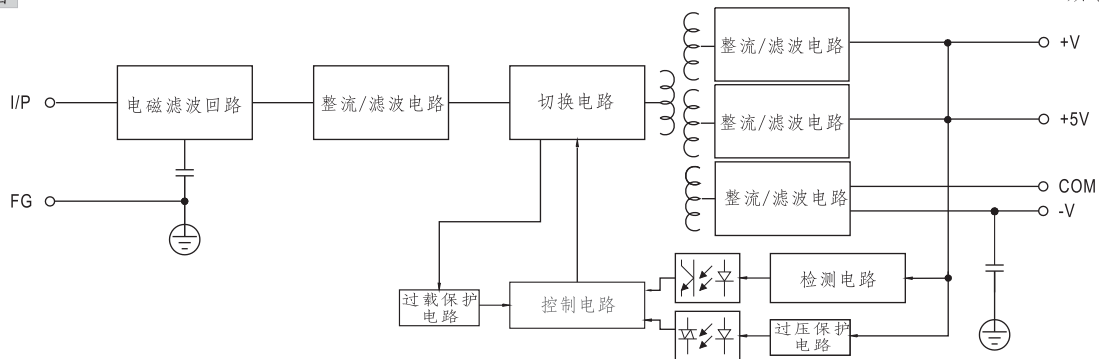 +V
整流/滤波电路
I/P
电磁滤波回路
整流/滤波电路
切换电路
整流/滤波电路
+5V
整流/滤波电路
COM
-V
FG
检测电路
过载保护
电路
控制电路
过压保护
电路